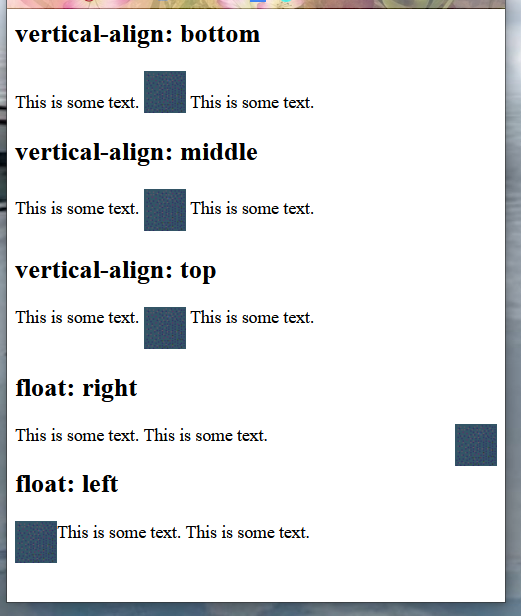 vertical-align: bottom
This is some text. This is some text.
vertical-align: middle
This is some text. This is some text.
vertical-align: top
This is some text. This is some text.
float: right
This is some text. This is some text.
float: left
This is some text. This is some text.